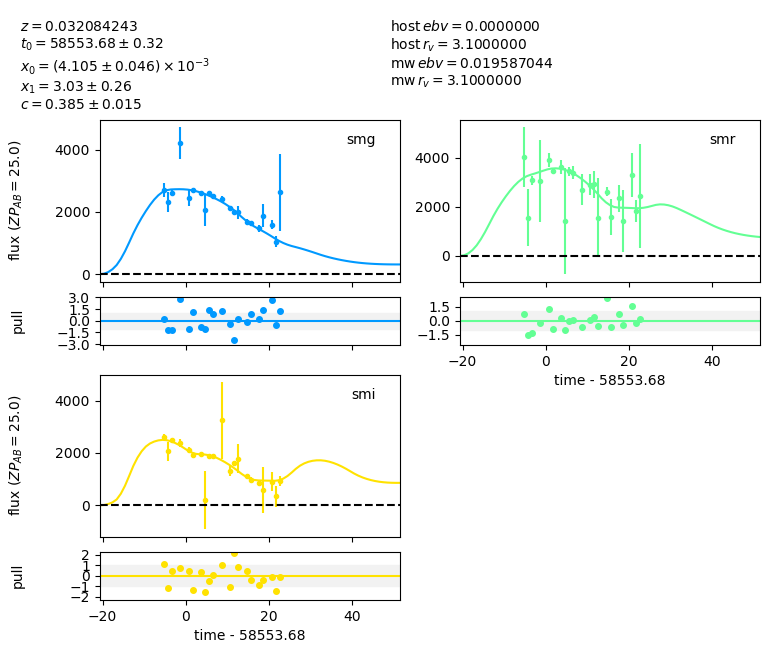 z = 0.032084243
t₀ = 58553.68 ± 0.32
x₀ = (4.105 ± 0.046) × 10⁻³
x₁ = 3.03 ± 0.26
c = 0.385 ± 0.015
host ebv = 0.0000000
host r_v = 3.1000000
mw ebv = 0.019587044
mw r_v = 3.1000000
smg
flux (ZP_AB = 25.0)
4000
2000
0
pull
3.0
1.5
0.0
−1.5
−3.0
smr
4000
2000
0
1.5
0.0
−1.5
−20
0
20
40
time - 58553.68
smi
flux (ZP_AB = 25.0)
4000
2000
0
pull
2
1
0
−1
−2
−20
0
20
40
time - 58553.68